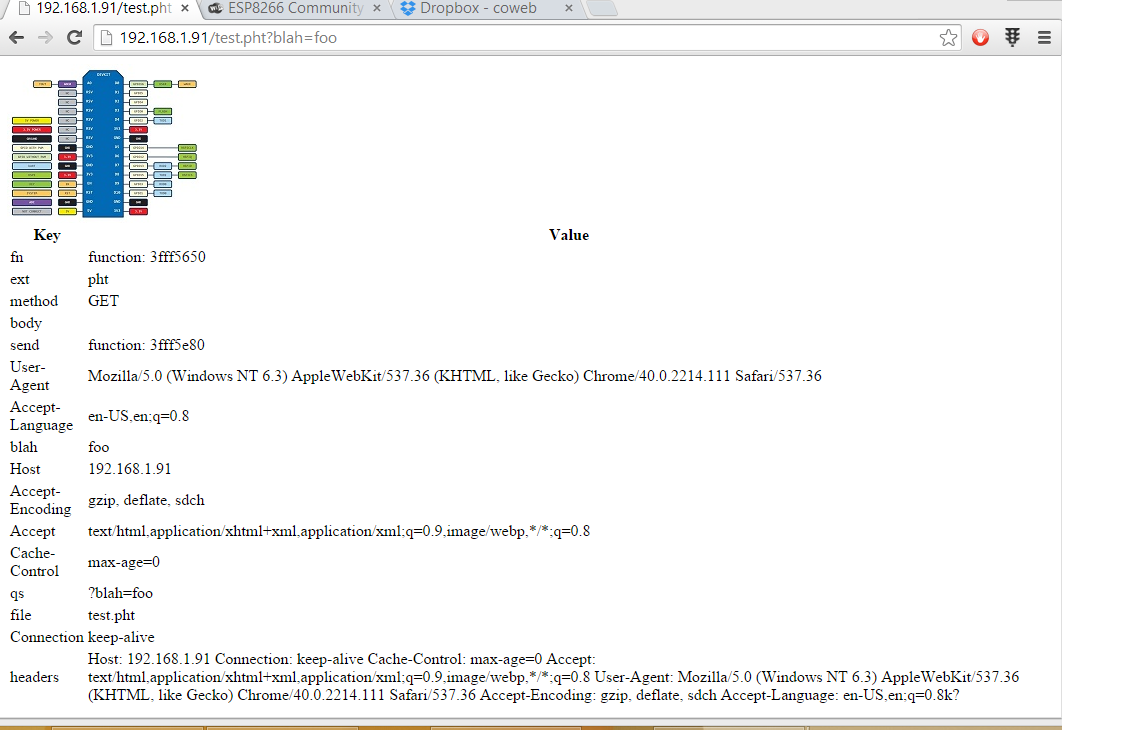 192.168.1.91/test.pht
ESP8266 Community
Dropbox - coweb
192.168.1.91/test.pht?blah=foo
DEVKIT
Key Value
fn function: 3fff5650
ext pht
method GET
body
send function: 3fff5e80
User-
Agent
Mozilla/5.0 (Windows NT 6.3) AppleWebKit/537.36 (KHTML, like Gecko) Chrome/40.0.2214.111 Safari/537.36
Accept-
Language
en-US,en;q=0.8
blah foo
Host 192.168.1.91
Accept-
Encoding
gzip, deflate, sdch
Accept text/html,application/xhtml+xml,application/xml;q=0.9,image/webp,*/*;q=0.8
Cache-
Control
max-age=0
qs ?blah=foo
file test.pht
Connection keep-alive
headers
Host: 192.168.1.91 Connection: keep-alive Cache-Control: max-age=0 Accept:
text/html,application/xhtml+xml,application/xml;q=0.9,image/webp,*/*;q=0.8 User-Agent: Mozilla/5.0 (Windows NT 6.3) AppleWebKit/537.36
(KHTML, like Gecko) Chrome/40.0.2214.111 Safari/537.36 Accept-Encoding: gzip, deflate, sdch Accept-Language: en-US,en;q=0.8k?